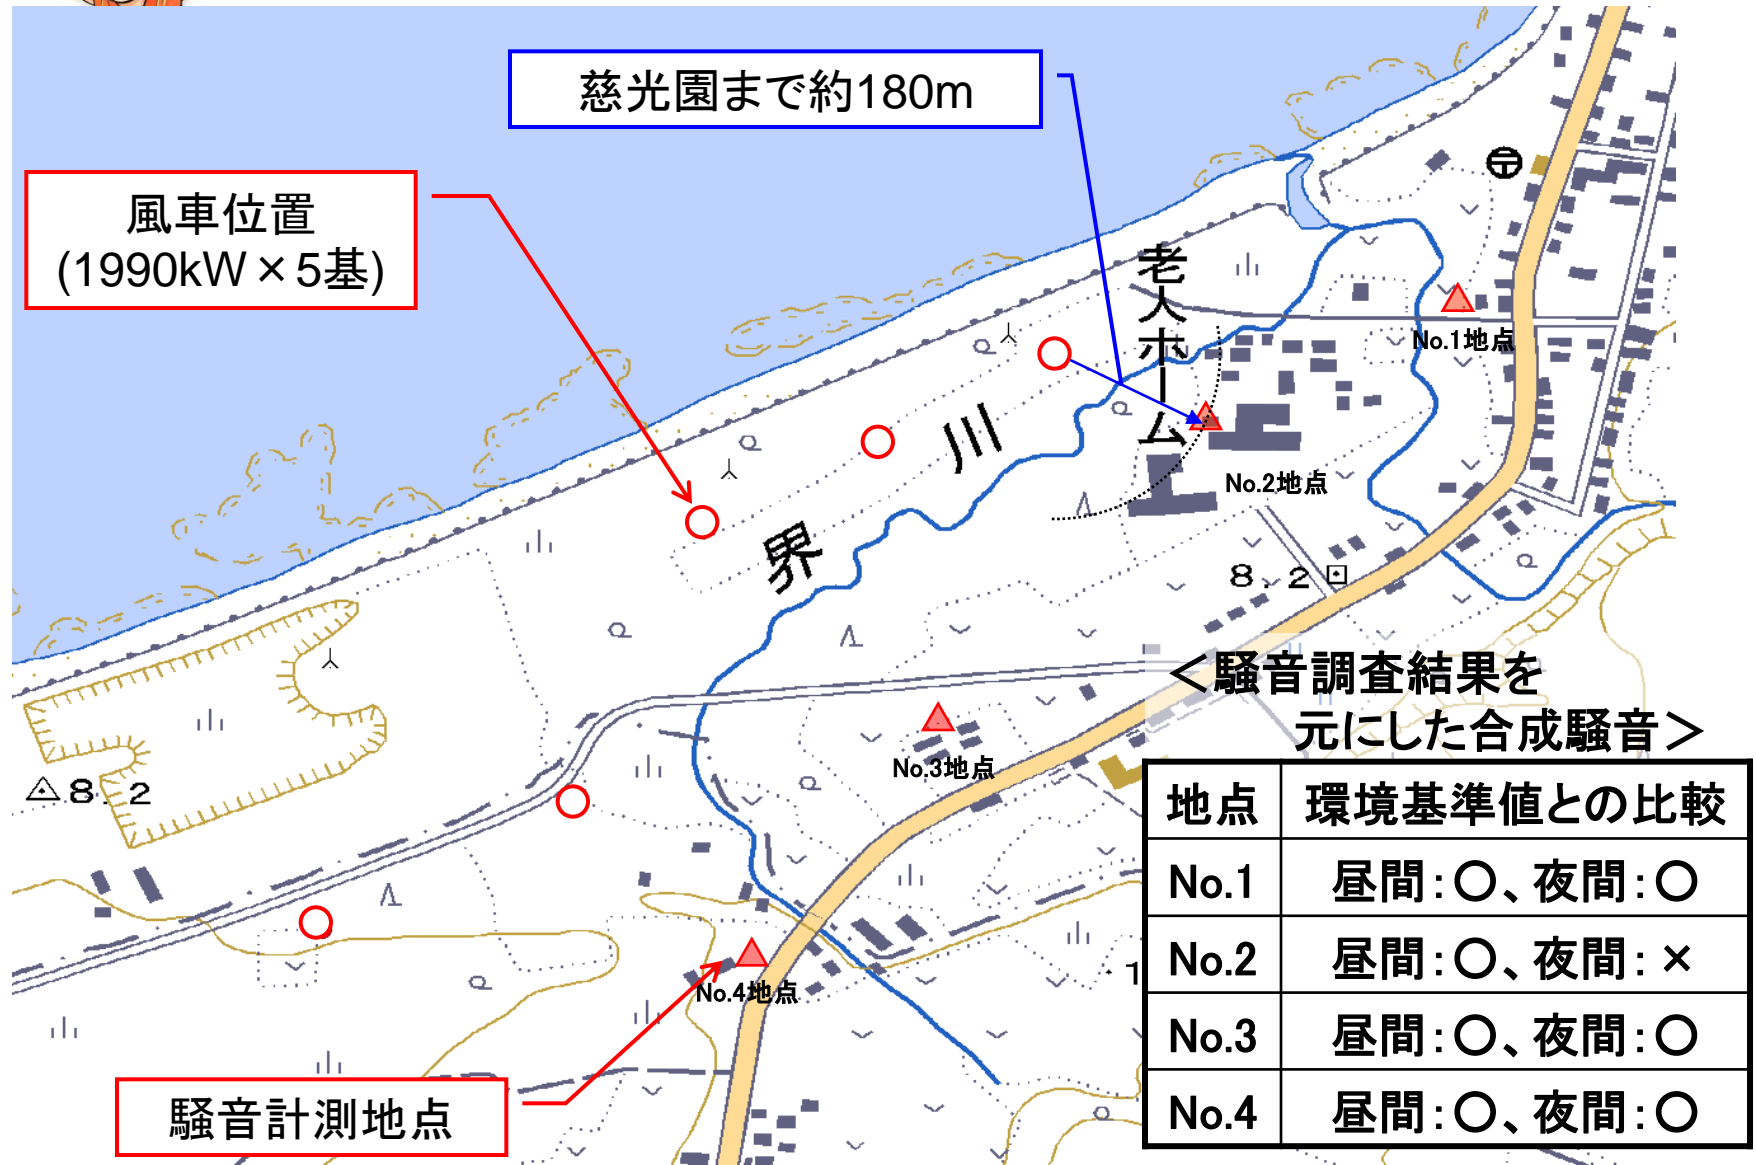 慈光園まで約180m
風車位置
(1990kW×5基)
老人ホーム
No.1地点
川
界
No.2地点
8.2
<騒音調査結果を
元にした合成騒音>
No.3地点
8.2
地点 環境基準値との比較
No.1 昼間:○、夜間:○
No.2 昼間:○、夜間:×
No.3 昼間:○、夜間:○
No.4 昼間:○、夜間:○
No.4地点
・1
騒音計測地点